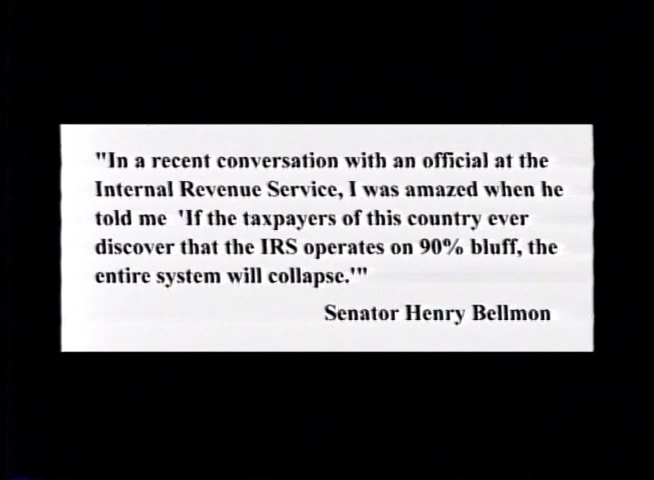 "In a recent conversation with an official at the
Internal Revenue Service, I was amazed when he
told me 'If the taxpayers of this country ever
discover that the IRS operates on 90% bluff, the
entire system will collapse.'"
Senator Henry Bellmon